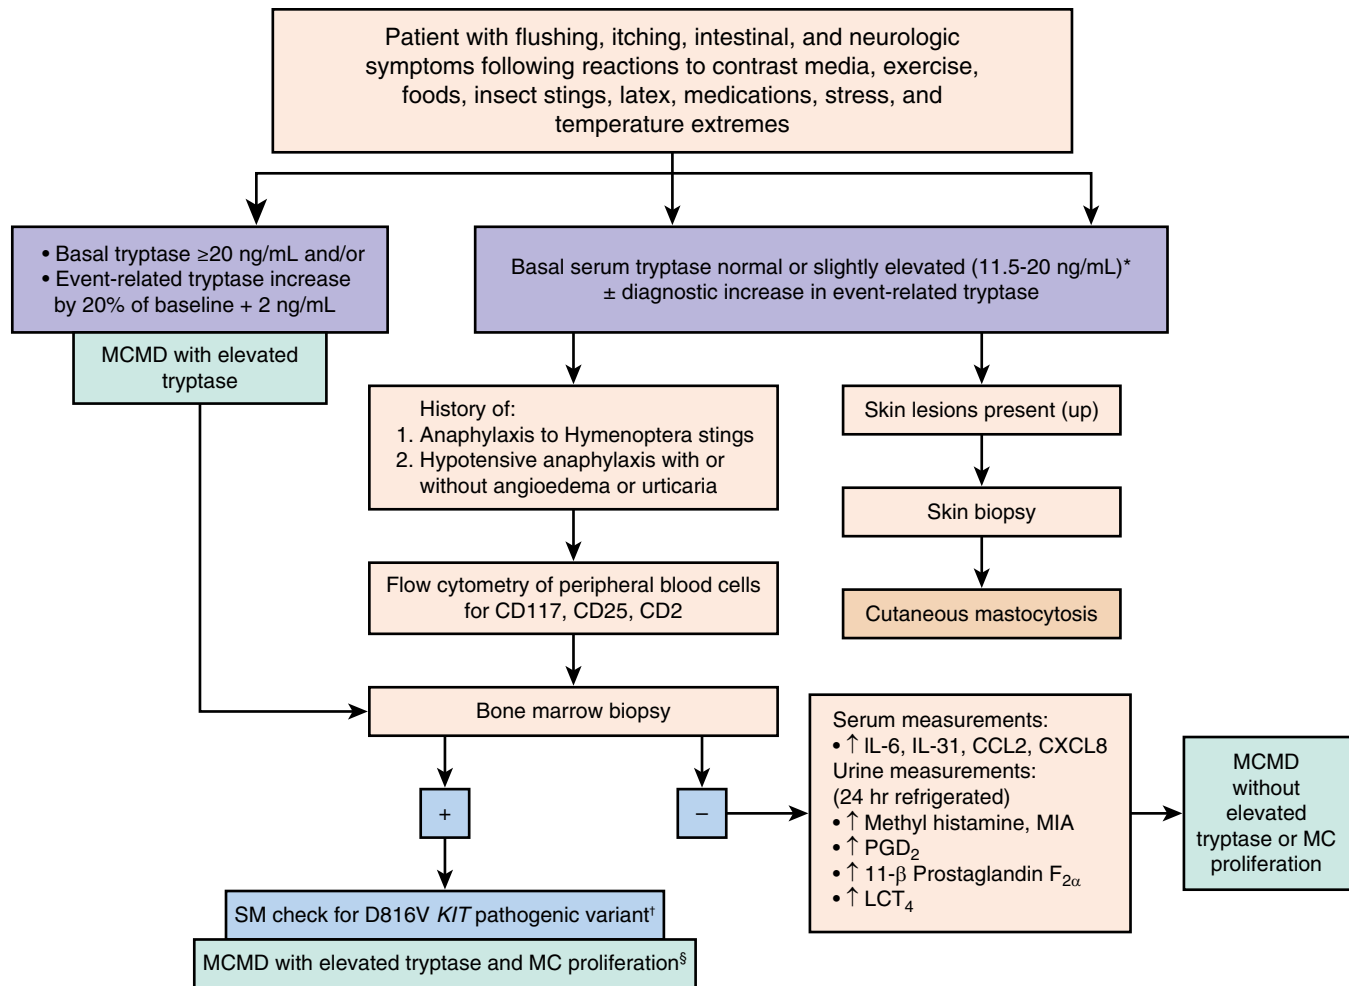 Patient with flushing, itching, intestinal, and neurologic
symptoms following reactions to contrast media, exercise,
foods, insect stings, latex, medications, stress, and
temperature extremes
• Basal tryptase ≥20 ng/mL and/or
• Event-related tryptase increase
by 20% of baseline + 2 ng/mL
MCMD with elevated
tryptase
Basal serum tryptase normal or slightly elevated (11.5-20 ng/mL)*
± diagnostic increase in event-related tryptase
History of:
1. Anaphylaxis to Hymenoptera stings
2. Hypotensive anaphylaxis with or
without angioedema or urticaria
Skin lesions present (up)
Skin biopsy
Flow cytometry of peripheral blood cells
for CD117, CD25, CD2
Cutaneous mastocytosis
Bone marrow biopsy
+
−
Serum measurements:
• ↑ IL-6, IL-31, CCL2, CXCL8
Urine measurements:
(24 hr refrigerated)
• ↑ Methyl histamine, MIA
• ↑ PGD₂
• ↑ 11-β Prostaglandin F₂α
• ↑ LCT₄
MCMD
without
elevated
tryptase or MC
proliferation
SM check for D816V KIT pathogenic variant†
MCMD with elevated tryptase and MC proliferation§